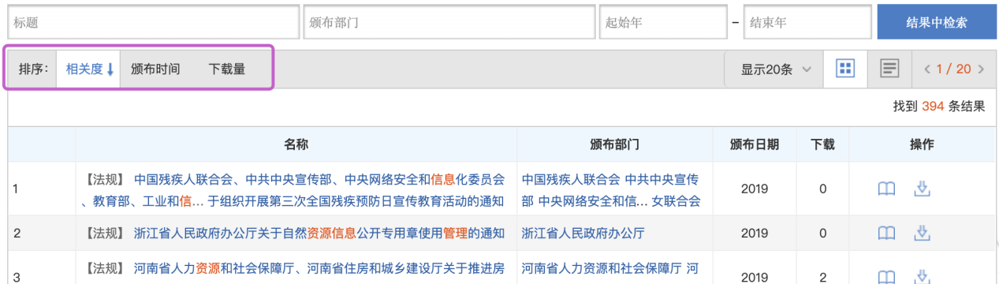 标题 颁布部门 起始年 – 结束年 结果中检索
排序: 相关度 颁布时间 下载量 显示20条 1 / 20
找到 394 条结果
名称 颁布部门 颁布日期 下载 操作
1 【法规】 中国残疾人联合会、中共中央宣传部、中央网络安全和信息化委员会 中国残疾人联合会 中共中央宣传 2019 0
、教育部、工业和信... 于组织开展第三次全国残疾预防日宣传教育活动的通知 部 中央网络安全和信... 女联合会
2 【法规】 浙江省人民政府办公厅关于自然资源信息公开专用章使用管理的通知 浙江省人民政府办公厅 2019 0
3 【法规】 河南省人力资源和社会保障厅、河南省住房和城乡建设厅关于推进房 河南省人力资源和社会保障厅 河 2019 2